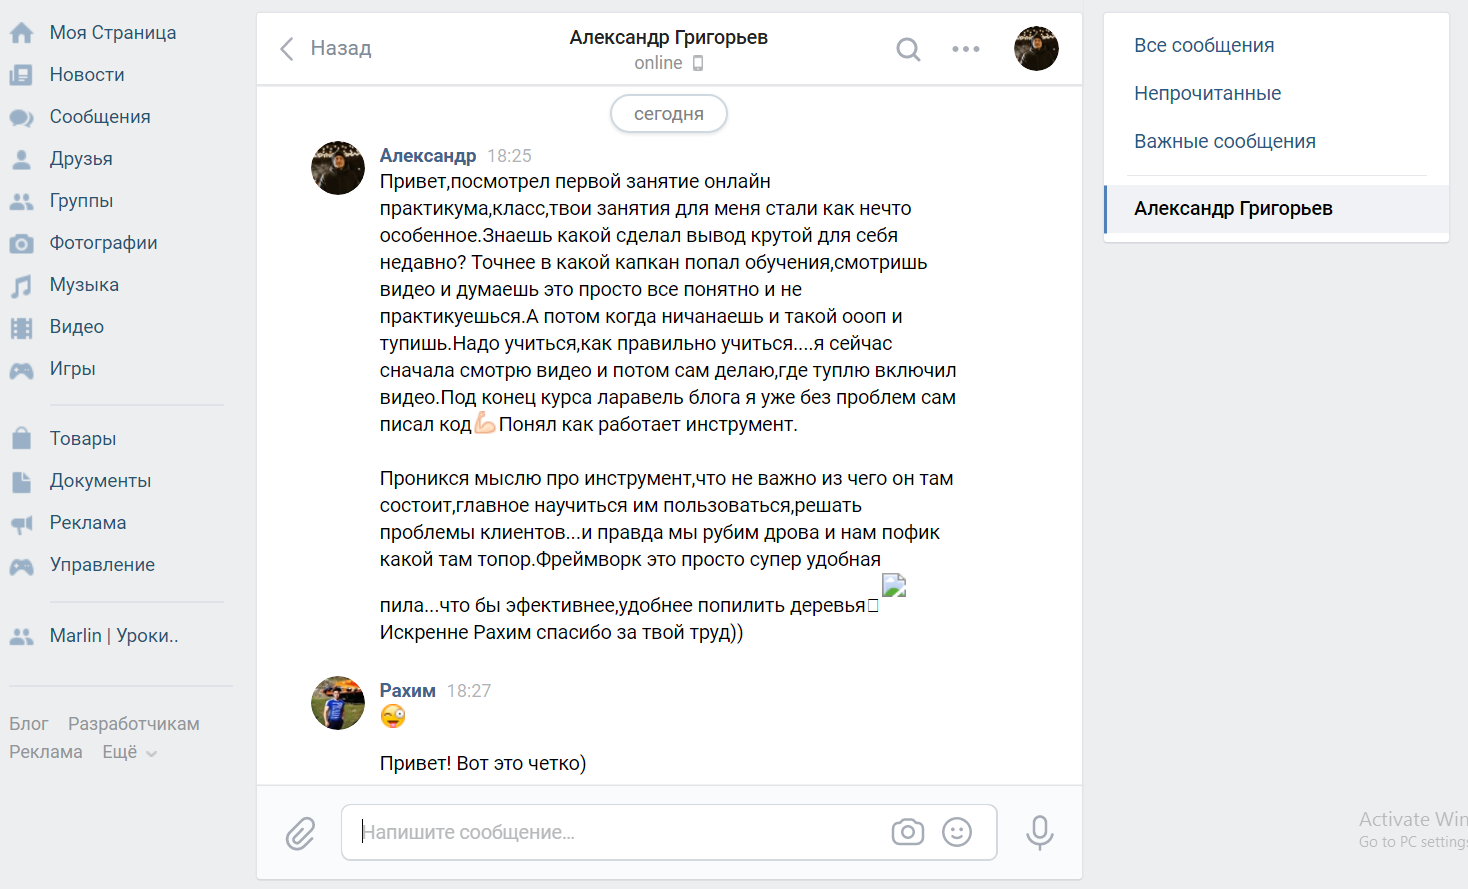 Моя Страница
Новости
Сообщения
Друзья
Группы
Фотографии
Музыка
Видео
Игры
Товары
Документы
Реклама
Управление
Marlin | Уроки..
Блог Разработчикам
Реклама Ещё
Назад
Александр Григорьев
online
сегодня
Александр 18:25
Привет,посмотрел первой занятие онлайн
практикума,класс,твои занятия для меня стали как нечто
особенное.Знаешь какой сделал вывод крутой для себя
недавно? Точнее в какой капкан попал обучения,смотришь
видео и думаешь это просто все понятно и не
практикуешься.А потом когда ничанаешь и такой оооп и
тупишь.Надо учиться,как правильно учиться....я сейчас
сначала смотрю видео и потом сам делаю,где туплю включил
видео.Под конец курса ларавель блога я уже без проблем сам
писал код💪🏻Понял как работает инструмент.
Проникся мыслю про инструмент,что не важно из чего он там
состоит,главное научиться им пользоваться,решать
проблемы клиентов...и правда мы рубим дрова и нам пофик
какой там топор.Фреймворк это просто супер удобная
пила...что бы эфективнее,удобнее попилить деревья
Искренне Рахим спасибо за твой труд))
Рахим 18:27
😜
Привет! Вот это четко)
Напишите сообщение...
Все сообщения
Непрочитанные
Важные сообщения
Александр Григорьев
Activate Win
Go to PC settings